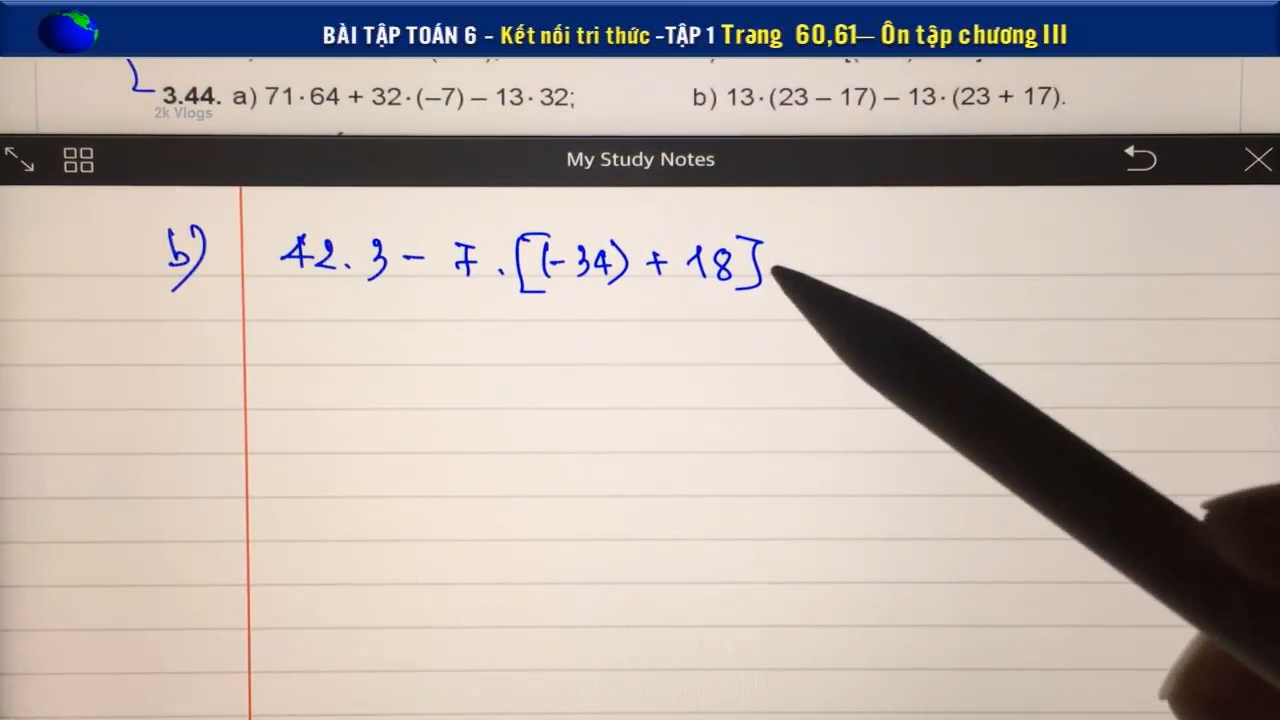 BÀI TẬP TOÁN 6 - Kết nối tri thức -TẬP 1 Trang 60,61– Ôn tập chương III
3.44. a) 71·64 + 32·(–7) – 13·32; b) 13·(23 – 17) – 13·(23 + 17).
2k Vlogs
My Study Notes
b) 42. 3 - 7. [(-34) + 18]